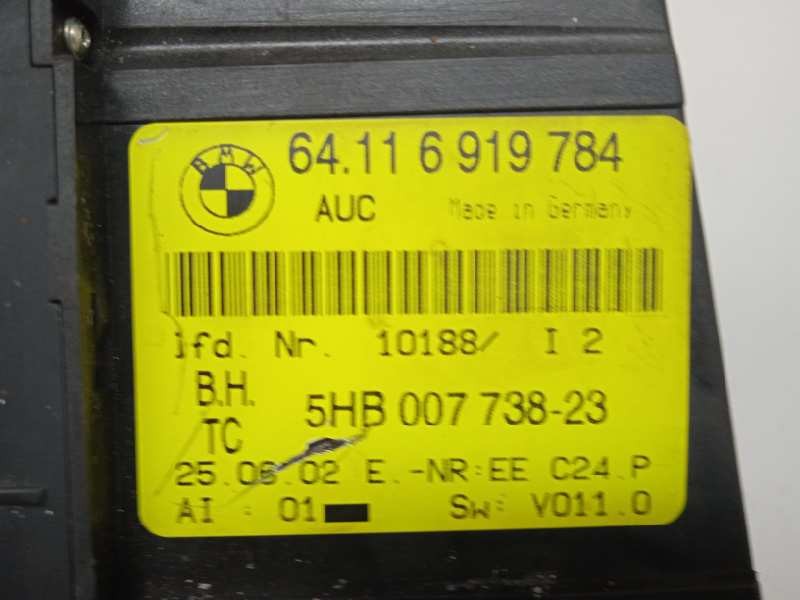 BMW
64.11 6 919 784
AUC Made in Germany
lfd. Nr. 10188/ I 2
B.H.
TC
5HB 007 738-23
25.06.02 E.-NR:EE C24.P
AI : 01 SW: V011.0